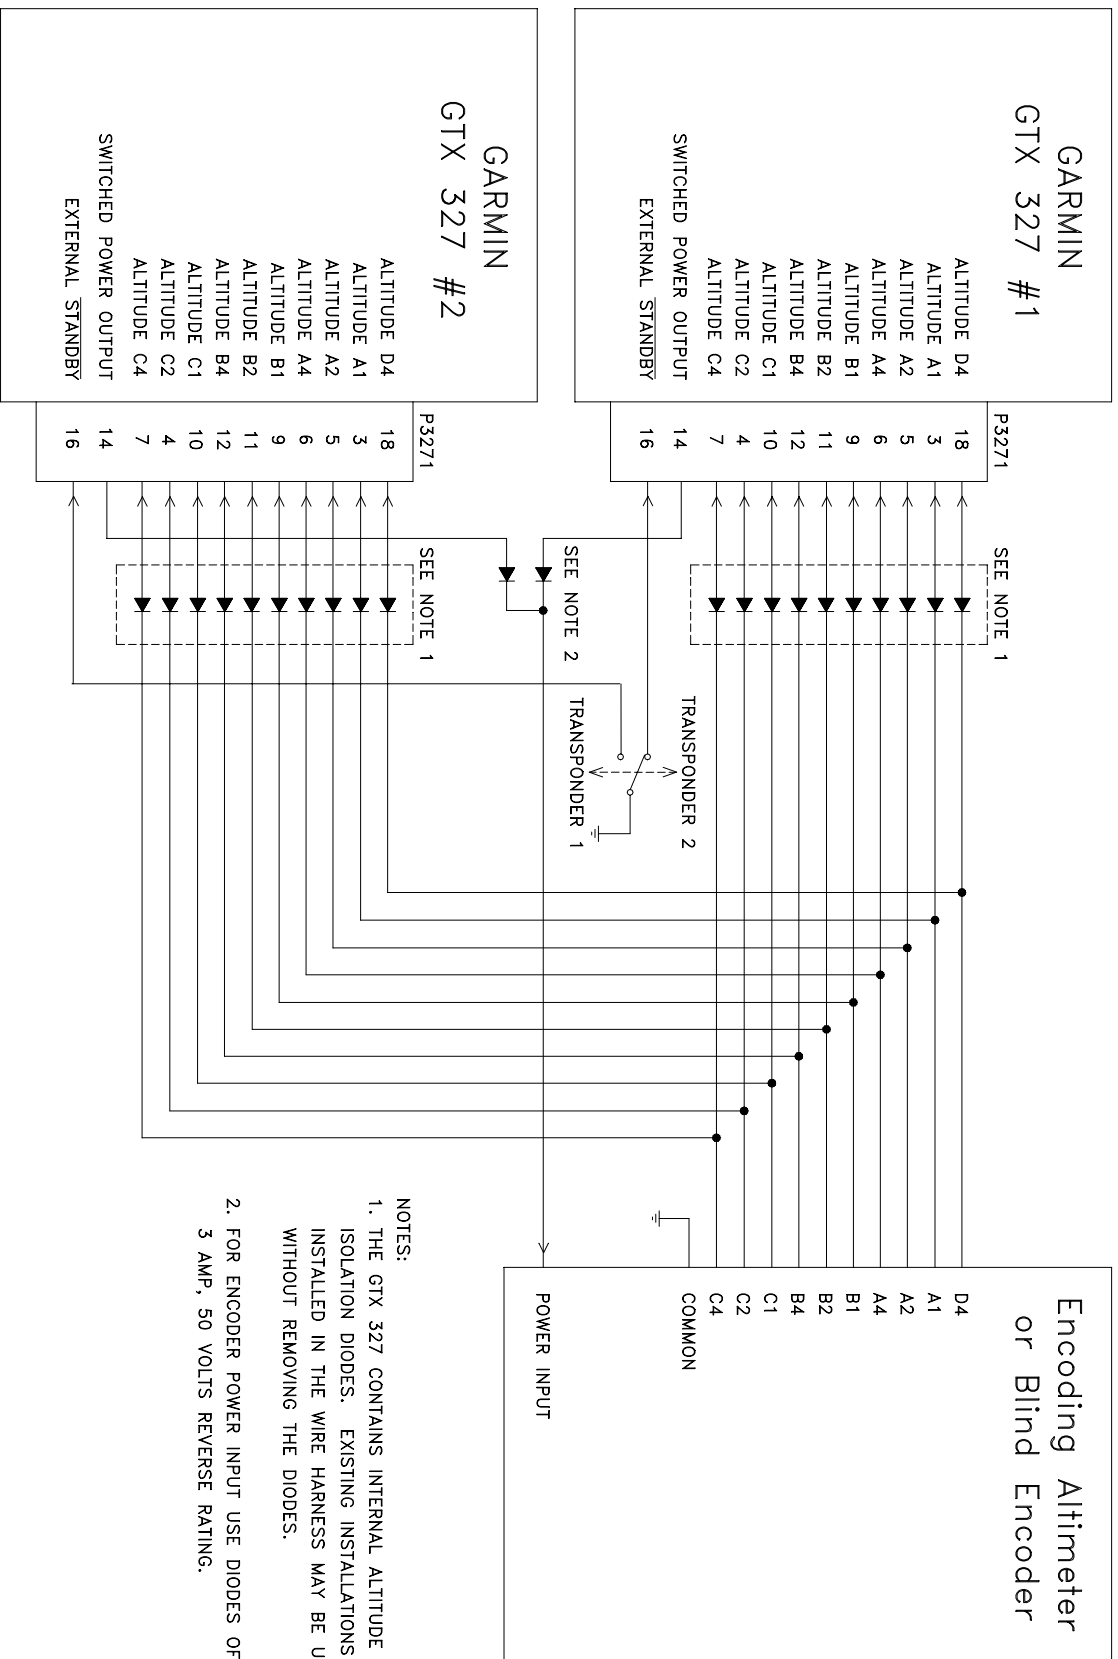 GARMIN
GTX 327 #1
ALTITUDE D4 18
ALTITUDE A1 3
ALTITUDE A2 5
ALTITUDE A4 6
ALTITUDE B1 9
ALTITUDE B2 11
ALTITUDE B4 12
ALTITUDE C1 10
ALTITUDE C2 4
ALTITUDE C4 7
SWITCHED POWER OUTPUT 14
EXTERNAL STANDBY 16
P3271
SEE NOTE 1
TRANSPONDER 2
TRANSPONDER 1
SEE NOTE 2
Encoding Altimeter
or Blind Encoder
D4
A1
A2
A4
B1
B2
B4
C1
C2
C4
COMMON
POWER INPUT
GARMIN
GTX 327 #2
ALTITUDE D4 18
ALTITUDE A1 3
ALTITUDE A2 5
ALTITUDE A4 6
ALTITUDE B1 9
ALTITUDE B2 11
ALTITUDE B4 12
ALTITUDE C1 10
ALTITUDE C2 4
ALTITUDE C4 7
SWITCHED POWER OUTPUT 14
EXTERNAL STANDBY 16
P3271
SEE NOTE 1
NOTES:
1. THE GTX 327 CONTAINS INTERNAL ALTITUDE
ISOLATION DIODES. EXISTING INSTALLATIONS
INSTALLED IN THE WIRE HARNESS MAY BE U
WITHOUT REMOVING THE DIODES.
2. FOR ENCODER POWER INPUT USE DIODES OF
3 AMP, 50 VOLTS REVERSE RATING.